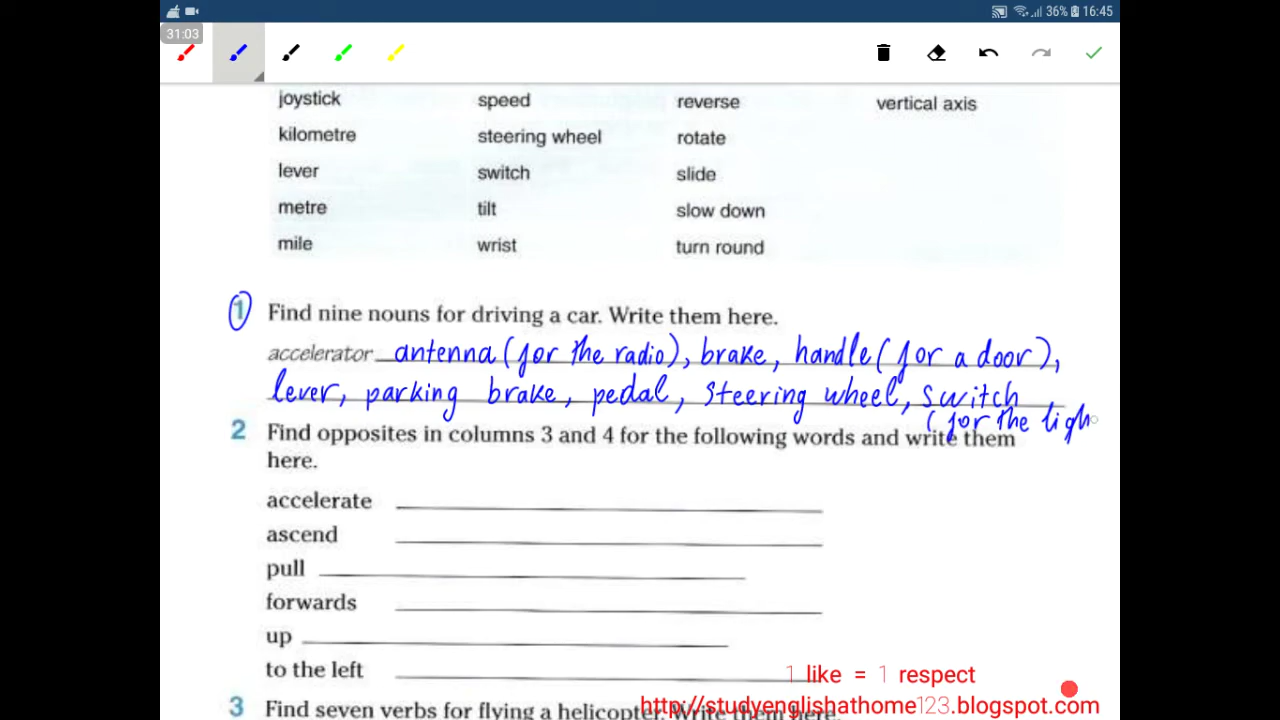 36% 16:45
31:03
joystick speed reverse vertical axis
kilometre steering wheel rotate
lever switch slide
metre tilt slow down
mile wrist turn round
1 Find nine nouns for driving a car. Write them here.
accelerator antenna (for the radio), brake, handle (for a door),
lever, parking brake, pedal, steering wheel, switch
(for the ligh
2 Find opposites in columns 3 and 4 for the following words and write them
here.
accelerate
ascend
pull
forwards
up
to the left
1 like = 1 respect
3 Find seven verbs for flying a helicopter. Write them here.
http://studyenglishathome123.blogspot.com